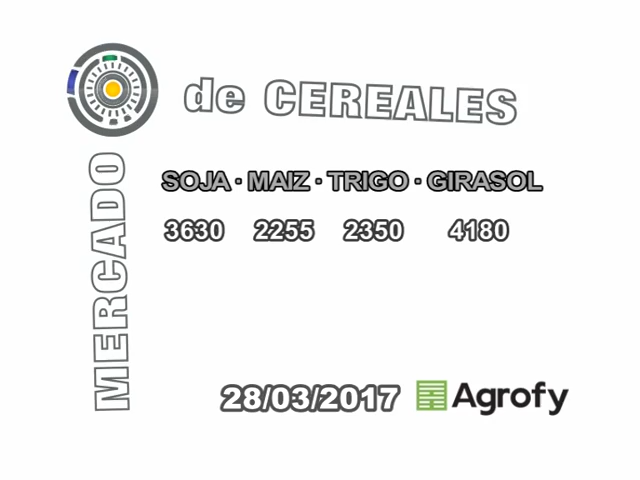 MERCADO
de CEREALES
SOJA · MAIZ · TRIGO · GIRASOL
3630 2255 2350 4180
28/03/2017 Agrofy